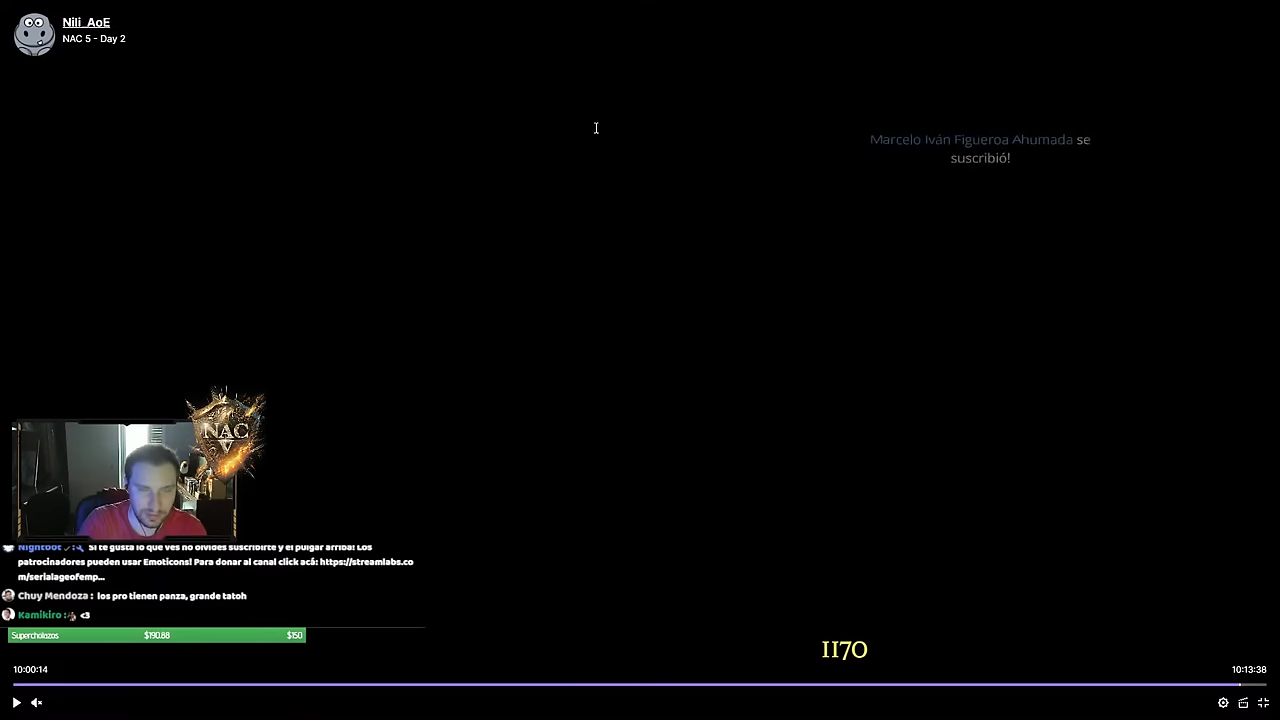 Nili_AoE
NAC 5 - Day 2
Marcelo Iván Figueroa Ahumada se
suscribió!
NAC
V
Nightbot : Si te gusta lo que ves no olvides suscribirte y el pulgar arriba! Los
patrocinadores pueden usar Emoticons! Para donar al canal click acá: https://streamlabs.co
m/serialageofemp...
Chuy Mendoza : los pro tienen panza, grande tatoh
Kamikiro : <3
Supercholazos $190.88 $150
1170
10:00:14 10:13:38